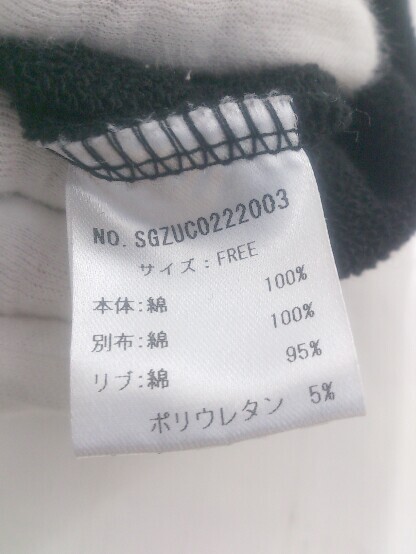 NO. SGZUC0222003
サイズ:FREE
本体:綿 100%
別布:綿 100%
リブ:綿 95%
ポリウレタン 5%